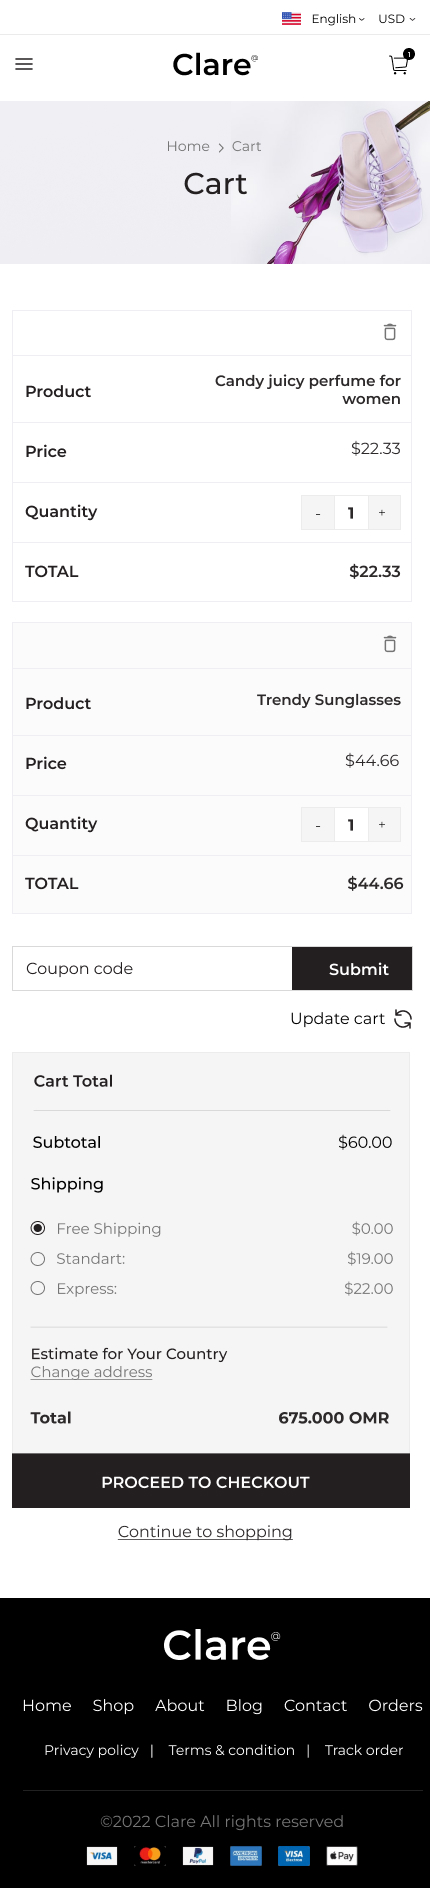 English USD
Clare@
1
Home > Cart
Cart
Product Candy juicy perfume for
women
Price $22.33
Quantity - 1 +
TOTAL $22.33
Product Trendy Sunglasses
Price $44.66
Quantity - 1 +
TOTAL $44.66
Coupon code Submit
Update cart
Cart Total
Subtotal $60.00
Shipping
Free Shipping $0.00
Standart: $19.00
Express: $22.00
Estimate for Your Country
Change address
Total 675.000 OMR
PROCEED TO CHECKOUT
Continue to shopping
Clare@
Home Shop About Blog Contact Orders
Privacy policy | Terms & condition | Track order
©2022 Clare All rights reserved
VISA mastercard PayPal AMERICAN EXPRESS VISA Pay